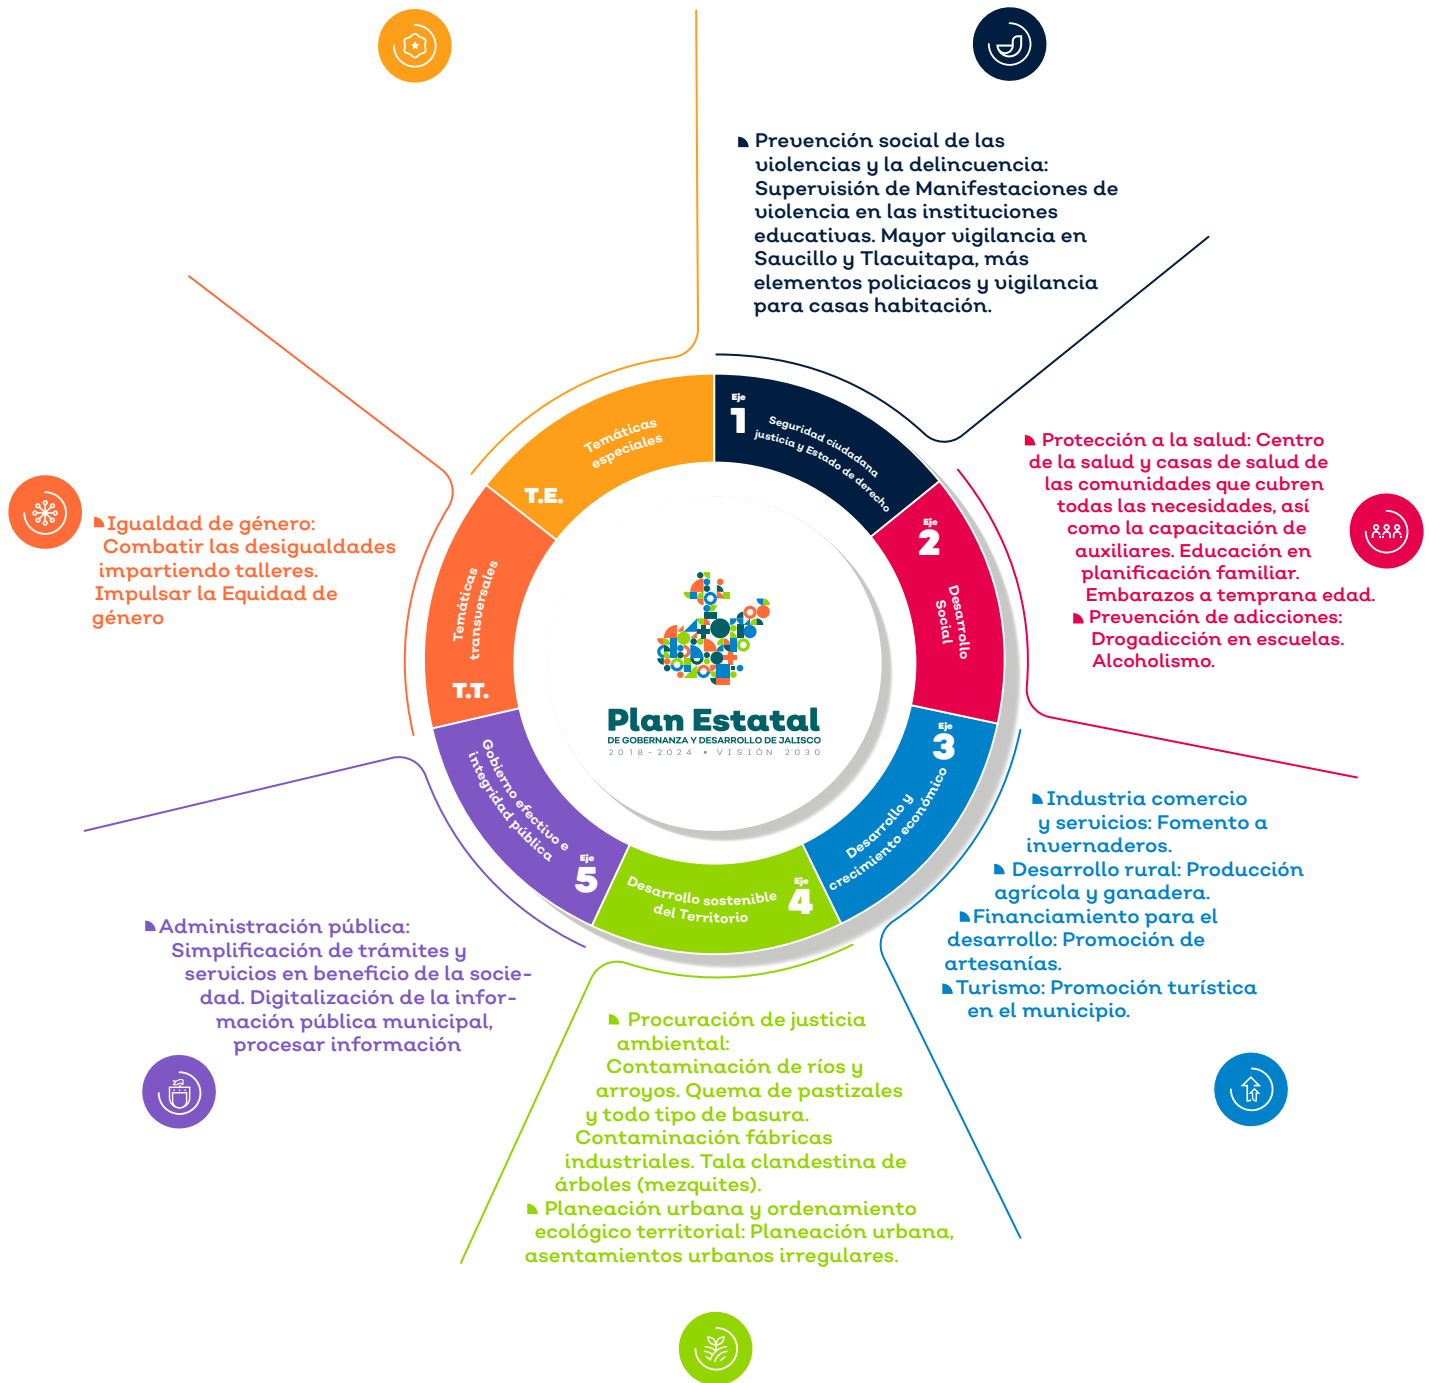 Prevención social de las
violencias y la delincuencia:
Supervisión de Manifestaciones de
violencia en las instituciones
educativas. Mayor vigilancia en
Saucillo y Tlacuitapa, más
elementos policiacos y vigilancia
para casas habitación.
Eje
1
Seguridad ciudadana
justicia y Estado de derecho
Protección a la salud: Centro
de la salud y casas de salud de
las comunidades que cubren
todas las necesidades, así
como la capacitación de
auxiliares. Educación en
planificación familiar.
Embarazos a temprana edad.
Prevención de adicciones:
Drogadicción en escuelas.
Alcoholismo.
Eje
2
Desarrollo
Social
Industria comercio
y servicios: Fomento a
invernaderos.
Desarrollo rural: Producción
agrícola y ganadera.
Financiamiento para el
desarrollo: Promoción de
artesanías.
Turismo: Promoción turística
en el municipio.
Eje
3
Desarrollo y
crecimiento económico
Eje
4
Desarrollo sostenible
del Territorio
Procuración de justicia
ambiental:
Contaminación de ríos y
arroyos. Quema de pastizales
y todo tipo de basura.
Contaminación fábricas
industriales. Tala clandestina de
árboles (mezquites).
Planeación urbana y ordenamiento
ecológico territorial: Planeación urbana,
asentamientos urbanos irregulares.
Eje
5
Gobierno efectivo e
integridad pública
Administración pública:
Simplificación de trámites y
servicios en beneficio de la socie-
dad. Digitalización de la infor-
mación pública municipal,
procesar información
T.T.
Temáticas
transversales
Igualdad de género:
Combatir las desigualdades
impartiendo talleres.
Impulsar la Equidad de
género
T.E.
Temáticas
especiales
Plan Estatal
DE GOBERNANZA Y DESARROLLO DE JALISCO
2018-2024 • VISIÓN 2030